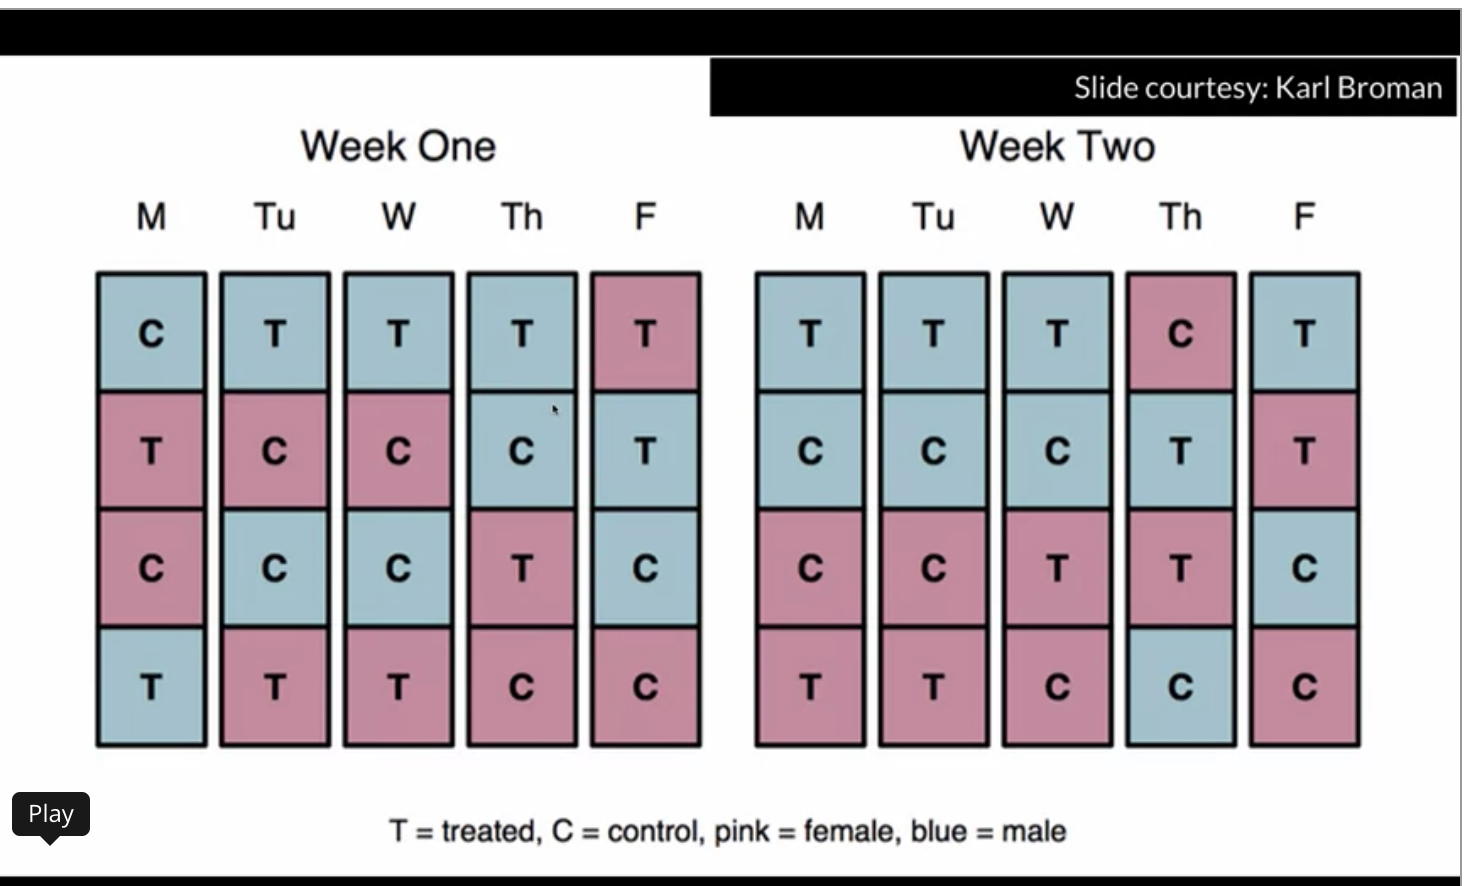 Slide courtesy: Karl Broman
Week One Week Two
M Tu W Th F M Tu W Th F
C T T T T T T T C T
T C C C T C C C T T
C C C T C C C T T C
T T T C C T T C C C
Play
T = treated, C = control, pink = female, blue = male